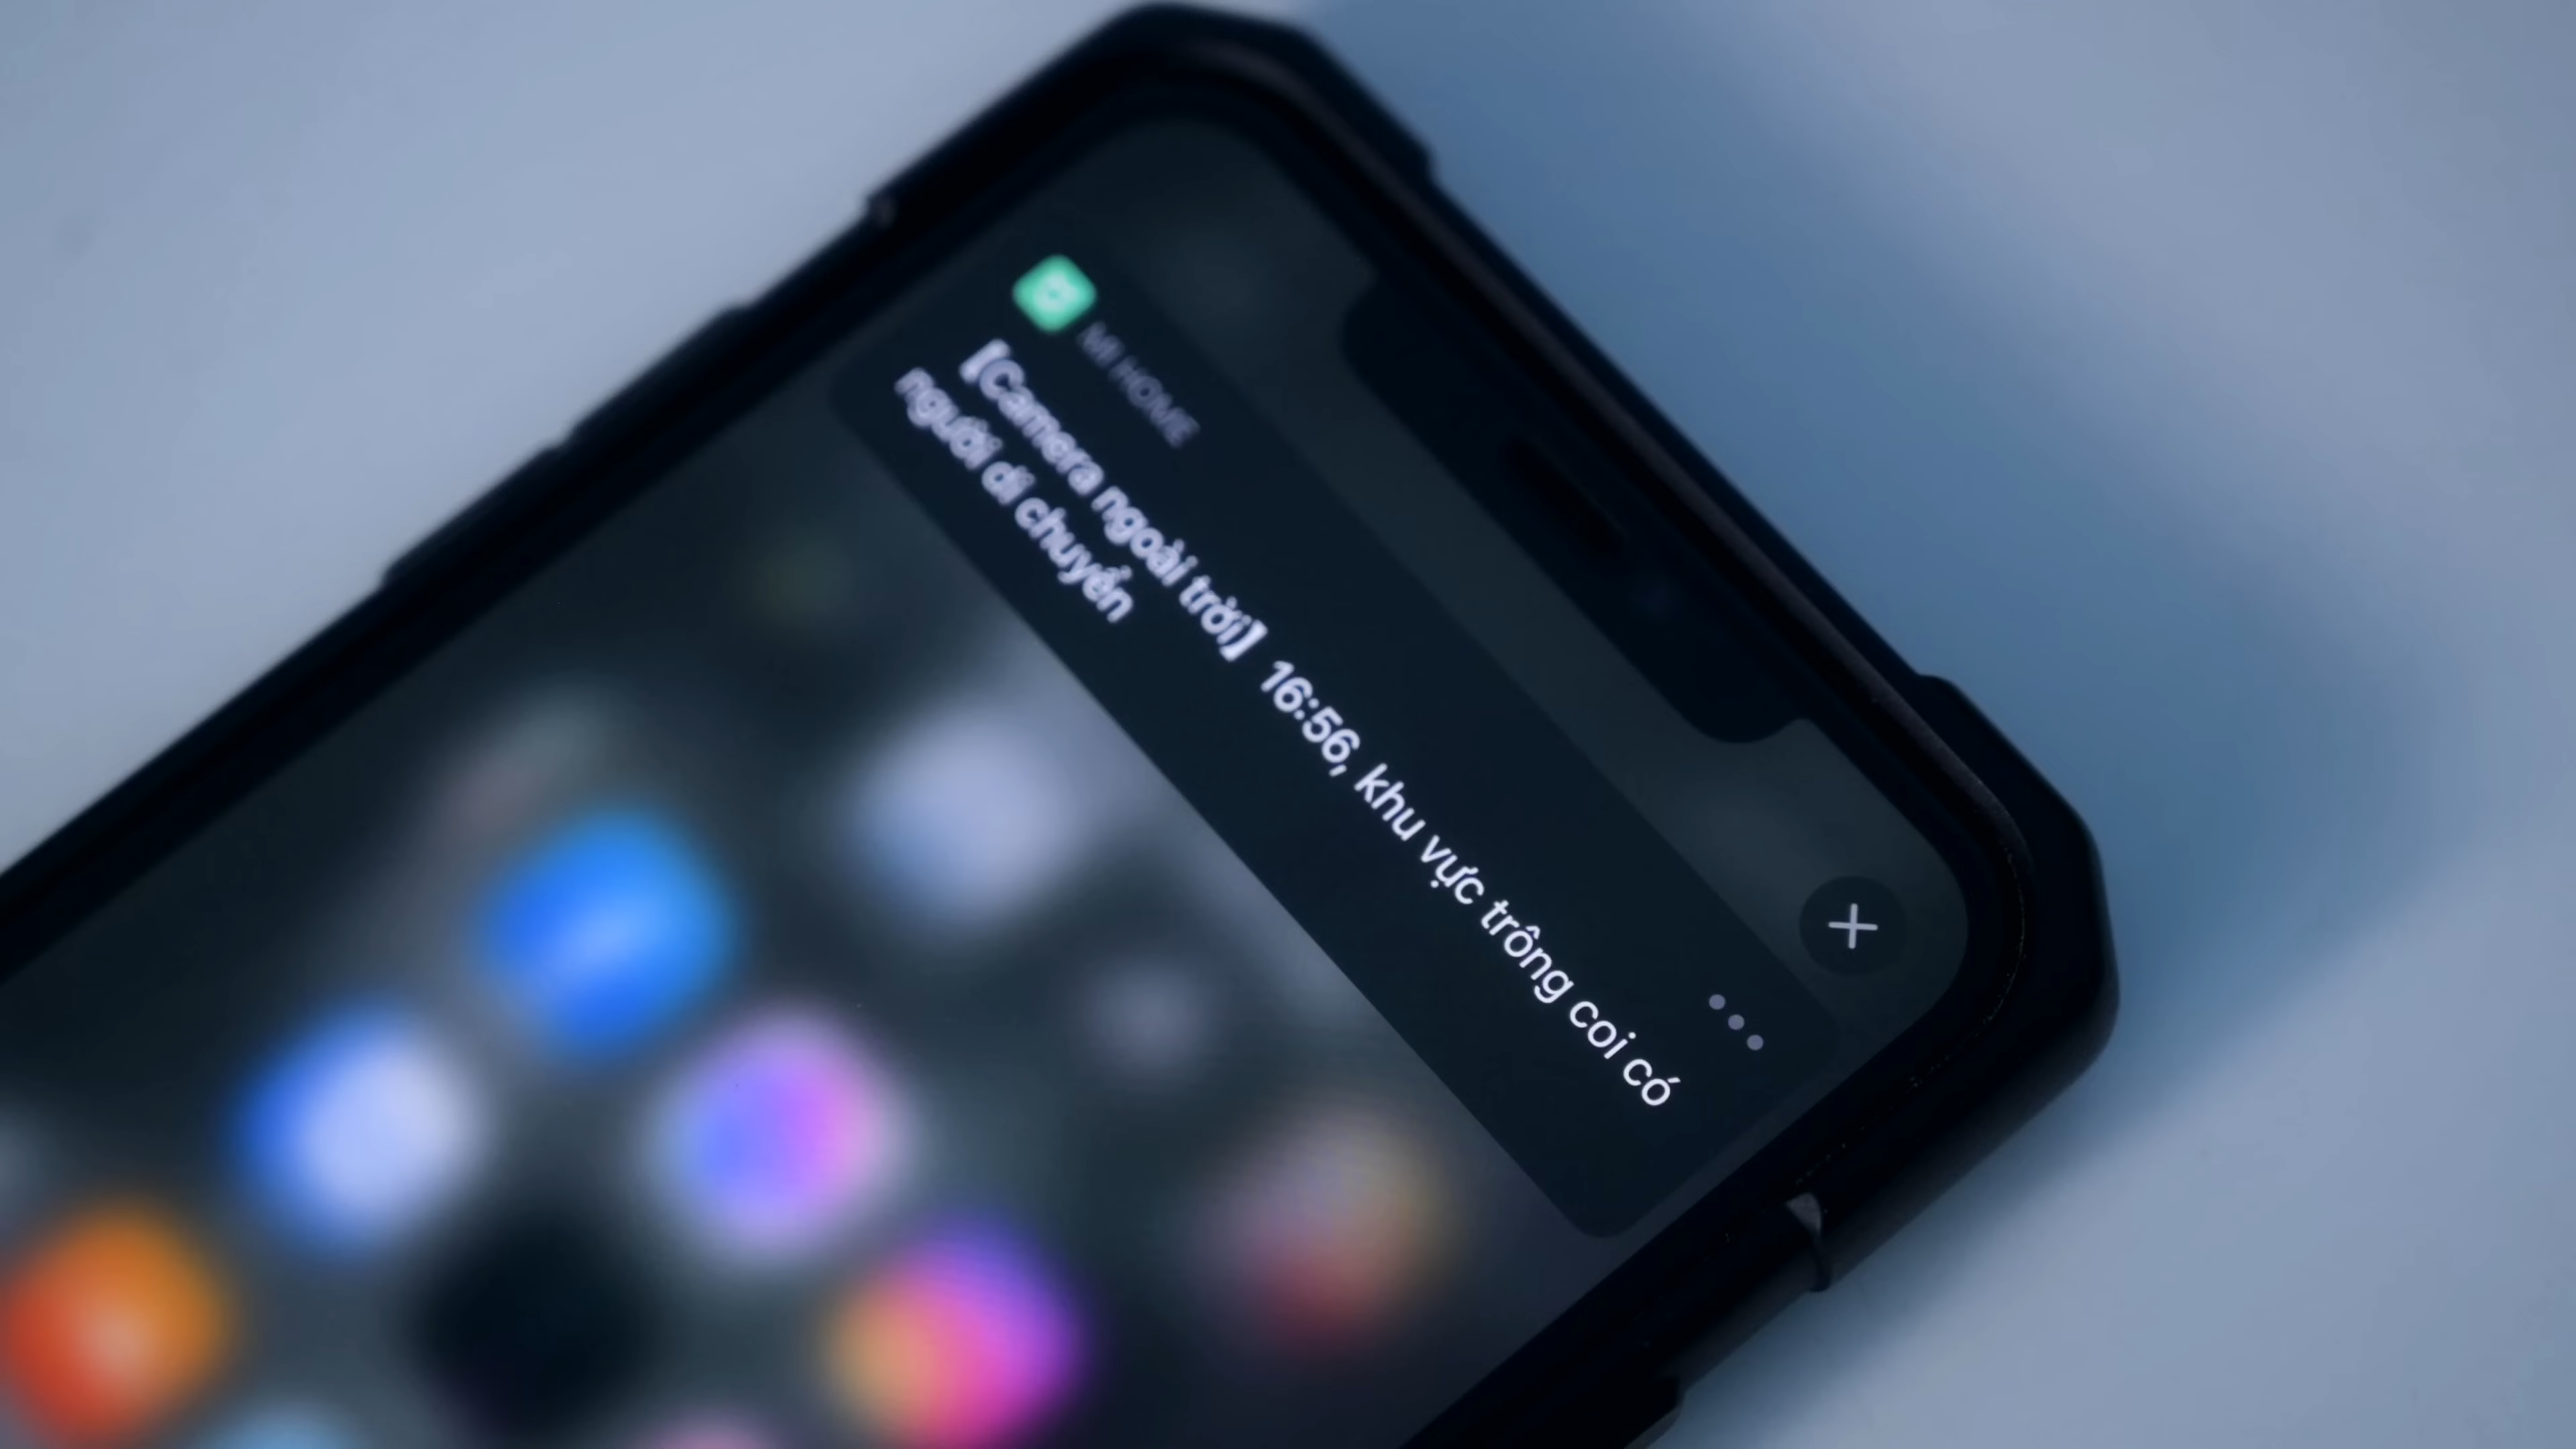 MI HOME
【Camera ngoài trời】 16:56, khu vực trông coi có
người di chuyển